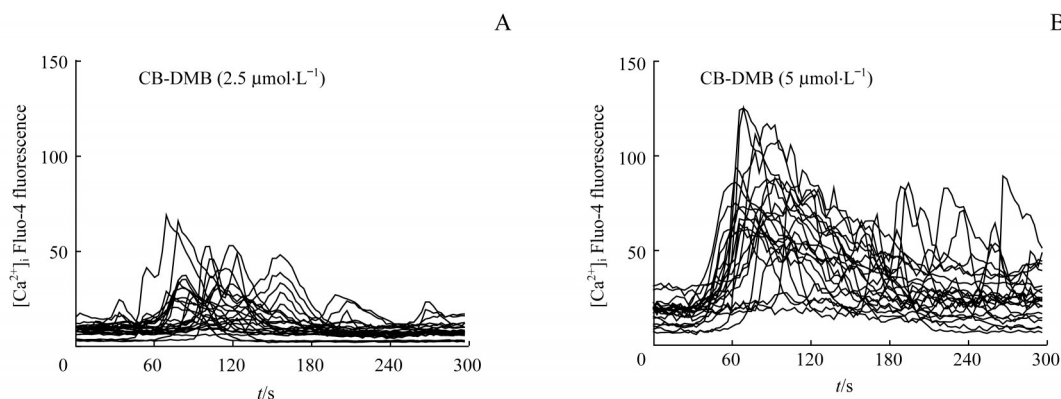 A
150
CB-DMB (2.5 μmol·L⁻¹)
100
50
[Ca²⁺]ᵢ Fluo-4 fluorescence
0
60
120
180
240
300
t/s
B
150
CB-DMB (5 μmol·L⁻¹)
100
50
[Ca²⁺]ᵢ Fluo-4 fluorescence
0
60
120
180
240
300
t/s